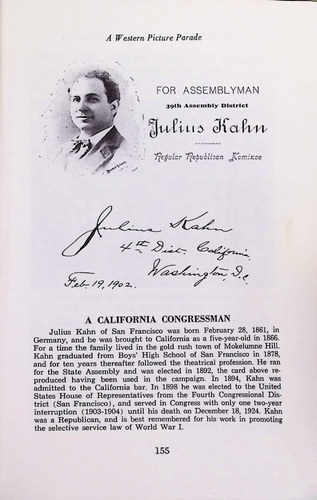 A Western Picture Parade
FOR ASSEMBLYMAN
39th Assembly District
Julius Kahn
Regular Republican Nominee
Julius Kahn
4th Dist. California
Washington, D.C.
Feb. 19, 1902.
A CALIFORNIA CONGRESSMAN
Julius Kahn of San Francisco was born February 28, 1861, in
Germany, and he was brought to California as a five-year-old in 1866.
For a time the family lived in the gold rush town of Mokelumne Hill.
Kahn graduated from Boys' High School of San Francisco in 1878,
and for ten years thereafter followed the theatrical profession. He ran
for the State Assembly and was elected in 1892, the card above re-
produced having been used in the campaign. In 1894, Kahn was
admitted to the California bar. In 1898 he was elected to the United
States House of Representatives from the Fourth Congressional Dis-
trict (San Francisco), and served in Congress with only one two-year
interruption (1903-1904) until his death on December 18, 1924. Kahn
was a Republican, and is best remembered for his work in promoting
the selective service law of World War I.
155